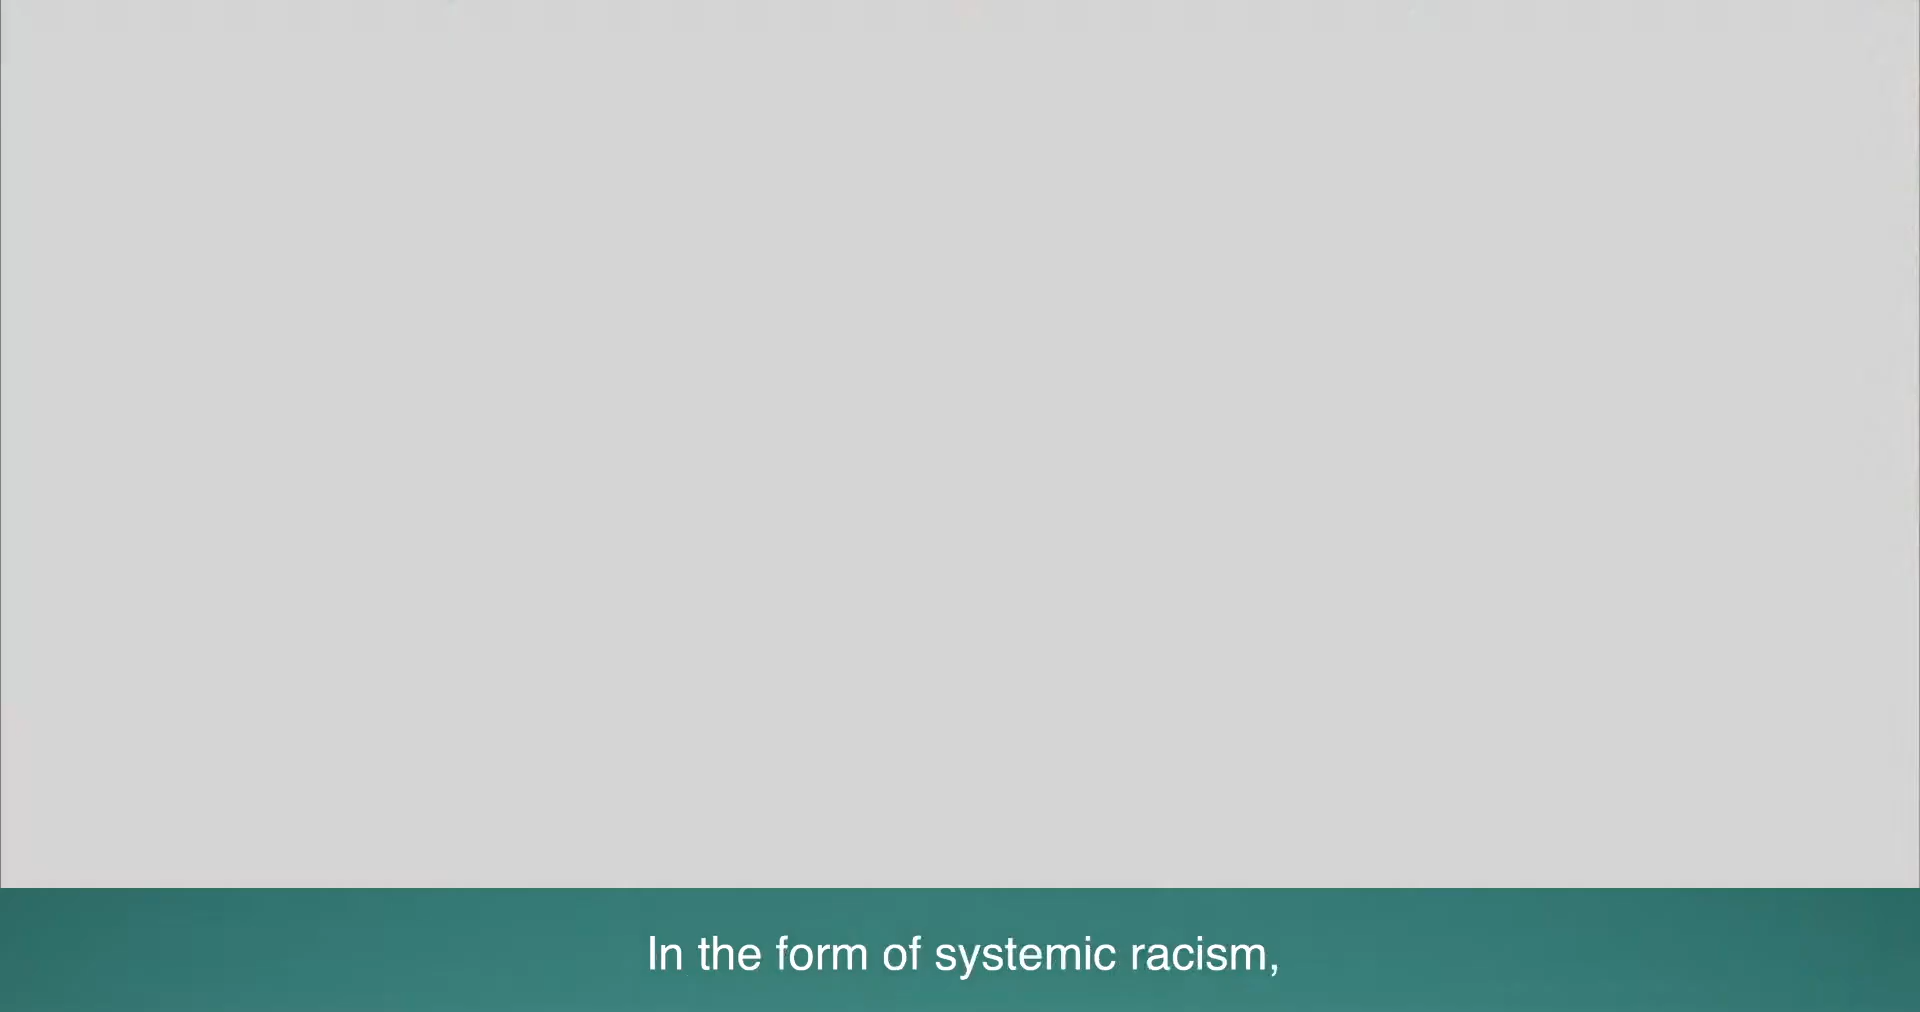 In the form of systemic racism,